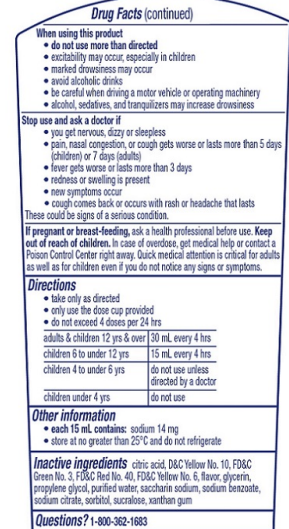 Drug Facts (continued)
When using this product
• do not use more than directed
• excitability may occur, especially in children
• marked drowsiness may occur
• avoid alcoholic drinks
• be careful when driving a motor vehicle or operating machinery
• alcohol, sedatives, and tranquilizers may increase drowsiness
Stop use and ask a doctor if
• you get nervous, dizzy or sleepless
• pain, nasal congestion, or cough gets worse or lasts more than 5 days
(children) or 7 days (adults)
• fever gets worse or lasts more than 3 days
• redness or swelling is present
• new symptoms occur
• cough comes back or occurs with rash or headache that lasts
These could be signs of a serious condition.
If pregnant or breast-feeding, ask a health professional before use. Keep
out of reach of children. In case of overdose, get medical help or contact a
Poison Control Center right away. Quick medical attention is critical for adults
as well as for children even if you do not notice any signs or symptoms.
Directions
• take only as directed
• only use the dose cup provided
• do not exceed 4 doses per 24 hrs
adults & children 12 yrs & over 30 mL every 4 hrs
children 6 to under 12 yrs 15 mL every 4 hrs
children 4 to under 6 yrs do not use unless
directed by a doctor
children under 4 yrs do not use
Other information
• each 15 mL contains: sodium 14 mg
• store at no greater than 25°C and do not refrigerate
Inactive ingredients citric acid, D&C Yellow No. 10, FD&C
Green No. 3, FD&C Red No. 40, FD&C Yellow No. 6, flavor, glycerin,
propylene glycol, purified water, saccharin sodium, sodium benzoate,
sodium citrate, sorbitol, sucralose, xanthan gum
Questions? 1-800-362-1683